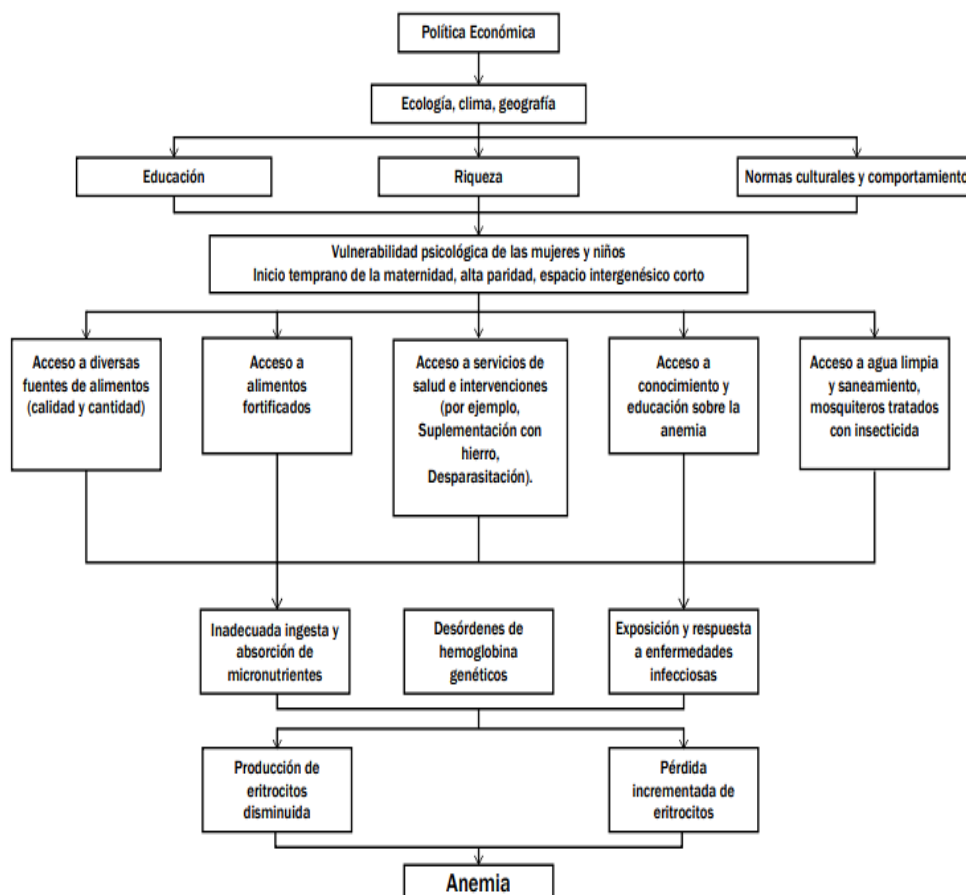 Política Económica
Ecología, clima, geografía
Educación
Riqueza
Normas culturales y comportamiento
Vulnerabilidad psicológica de las mujeres y niños
Inicio temprano de la maternidad, alta paridad, espacio intergenésico corto
Acceso a diversas
fuentes de alimentos
(calidad y cantidad)
Acceso a
alimentos
fortificados
Acceso a servicios de
salud e intervenciones
(por ejemplo,
Suplementación con
hierro,
Desparasitación).
Acceso a
conocimiento y
educación sobre la
anemia
Acceso a agua limpia
y saneamiento,
mosquiteros tratados
con insecticida
Inadecuada ingesta y
absorción de
micronutrientes
Desórdenes de
hemoglobina
genéticos
Exposición y respuesta
a enfermedades
infecciosas
Producción de
eritrocitos
disminuida
Pérdida
incrementada de
eritrocitos
Anemia